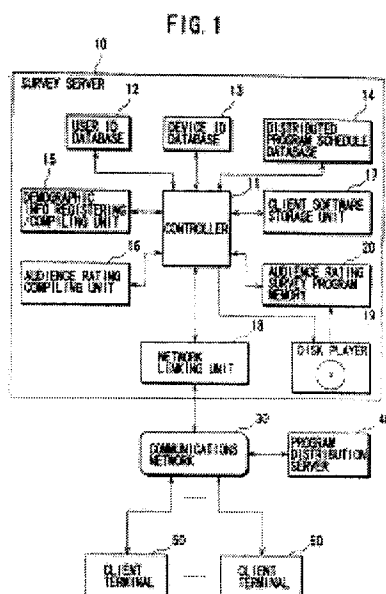 FIG. 1
10
SURVEY SERVER
12
USER ID
DATABASE
13
DEVICE ID
DATABASE
14
DISTRIBUTED
PROGRAM SCHEDULE
DATABASE
15
DEMOGRAPHIC
INFO REGISTERING
/COMPILING UNIT
11
CONTROLLER
17
CLIENT SOFTWARE
STORAGE UNIT
16
AUDIENCE RATING
COMPILING UNIT
20
AUDIENCE RATING
SURVEY PROGRAM
MEMORY
18
NETWORK
LINKING UNIT
19
DISK PLAYER
30
COMMUNICATIONS
NETWORK
40
PROGRAM
DISTRIBUTION
SERVER
50
CLIENT
TERMINAL
50
CLIENT
TERMINAL